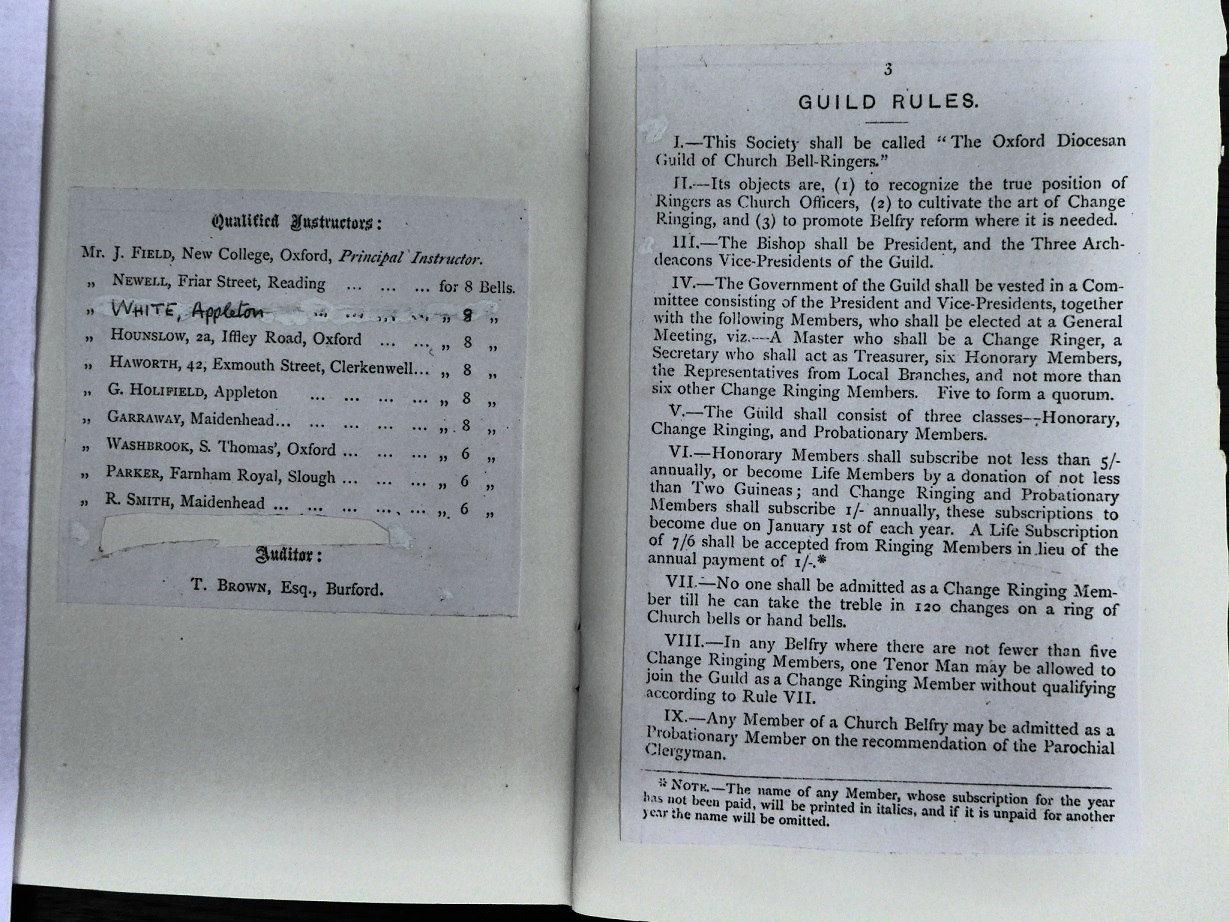 Qualified Instructors:
Mr. J. FIELD, New College, Oxford, Principal Instructor.
„ NEWELL, Friar Street, Reading ... ... ... for 8 Bells.
„ WHITE, Appleton ... ... ... ... „ 8 „
„ HOUNSLOW, 2a, Iffley Road, Oxford ... ... „ 8 „
„ HAWORTH, 42, Exmouth Street, Clerkenwell... „ 8 „
„ G. HOLIFIELD, Appleton ... ... ... ... „ 8 „
„ GARRAWAY, Maidenhead... ... ... ... „ 8 „
„ WASHBROOK, S. Thomas', Oxford ... ... ... „ 6 „
„ PARKER, Farnham Royal, Slough ... ... ... „ 6 „
„ R. SMITH, Maidenhead ... ... ... ... „ 6 „
Auditor:
T. BROWN, Esq., Burford.
3
GUILD RULES.
I.—This Society shall be called "The Oxford Diocesan
Guild of Church Bell-Ringers."
II.—Its objects are, (1) to recognize the true position of
Ringers as Church Officers, (2) to cultivate the art of Change
Ringing, and (3) to promote Belfry reform where it is needed.
III.—The Bishop shall be President, and the Three Arch-
deacons Vice-Presidents of the Guild.
IV.—The Government of the Guild shall be vested in a Com-
mittee consisting of the President and Vice-Presidents, together
with the following Members, who shall be elected at a General
Meeting, viz.—A Master who shall be a Change Ringer, a
Secretary who shall act as Treasurer, six Honorary Members,
the Representatives from Local Branches, and not more than
six other Change Ringing Members. Five to form a quorum.
V.—The Guild shall consist of three classes—Honorary,
Change Ringing, and Probationary Members.
VI.—Honorary Members shall subscribe not less than 5/-
annually, or become Life Members by a donation of not less
than Two Guineas; and Change Ringing and Probationary
Members shall subscribe 1/- annually, these subscriptions to
become due on January 1st of each year. A Life Subscription
of 7/6 shall be accepted from Ringing Members in lieu of the
annual payment of 1/-.*
VII.—No one shall be admitted as a Change Ringing Mem-
ber till he can take the treble in 120 changes on a ring of
Church bells or hand bells.
VIII.—In any Belfry where there are not fewer than five
Change Ringing Members, one Tenor Man may be allowed to
join the Guild as a Change Ringing Member without qualifying
according to Rule VII.
IX.—Any Member of a Church Belfry may be admitted as a
Probationary Member on the recommendation of the Parochial
Clergyman.
* NOTE.—The name of any Member, whose subscription for the year
has not been paid, will be printed in italics, and if it is unpaid for another
year the name will be omitted.